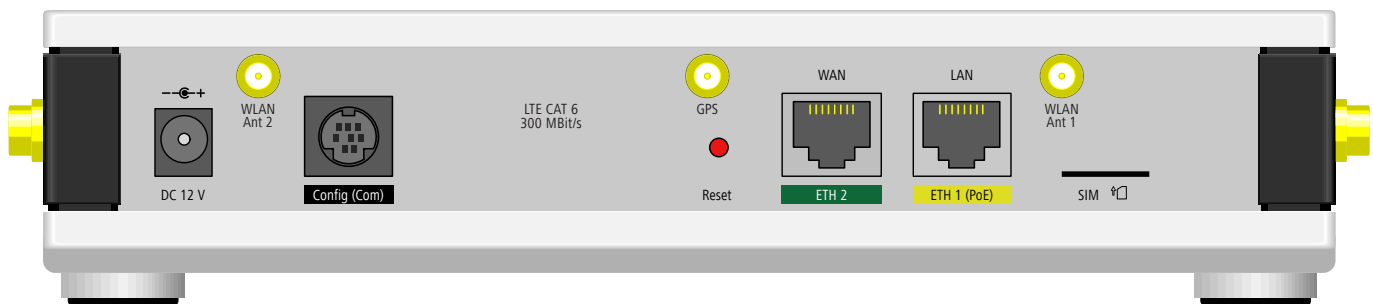 WLAN
Ant 2
DC 12 V
Config (Com)
LTE CAT 6
300 MBit/s
GPS
Reset
WAN
ETH 2
LAN
ETH 1 (PoE)
WLAN
Ant 1
SIM